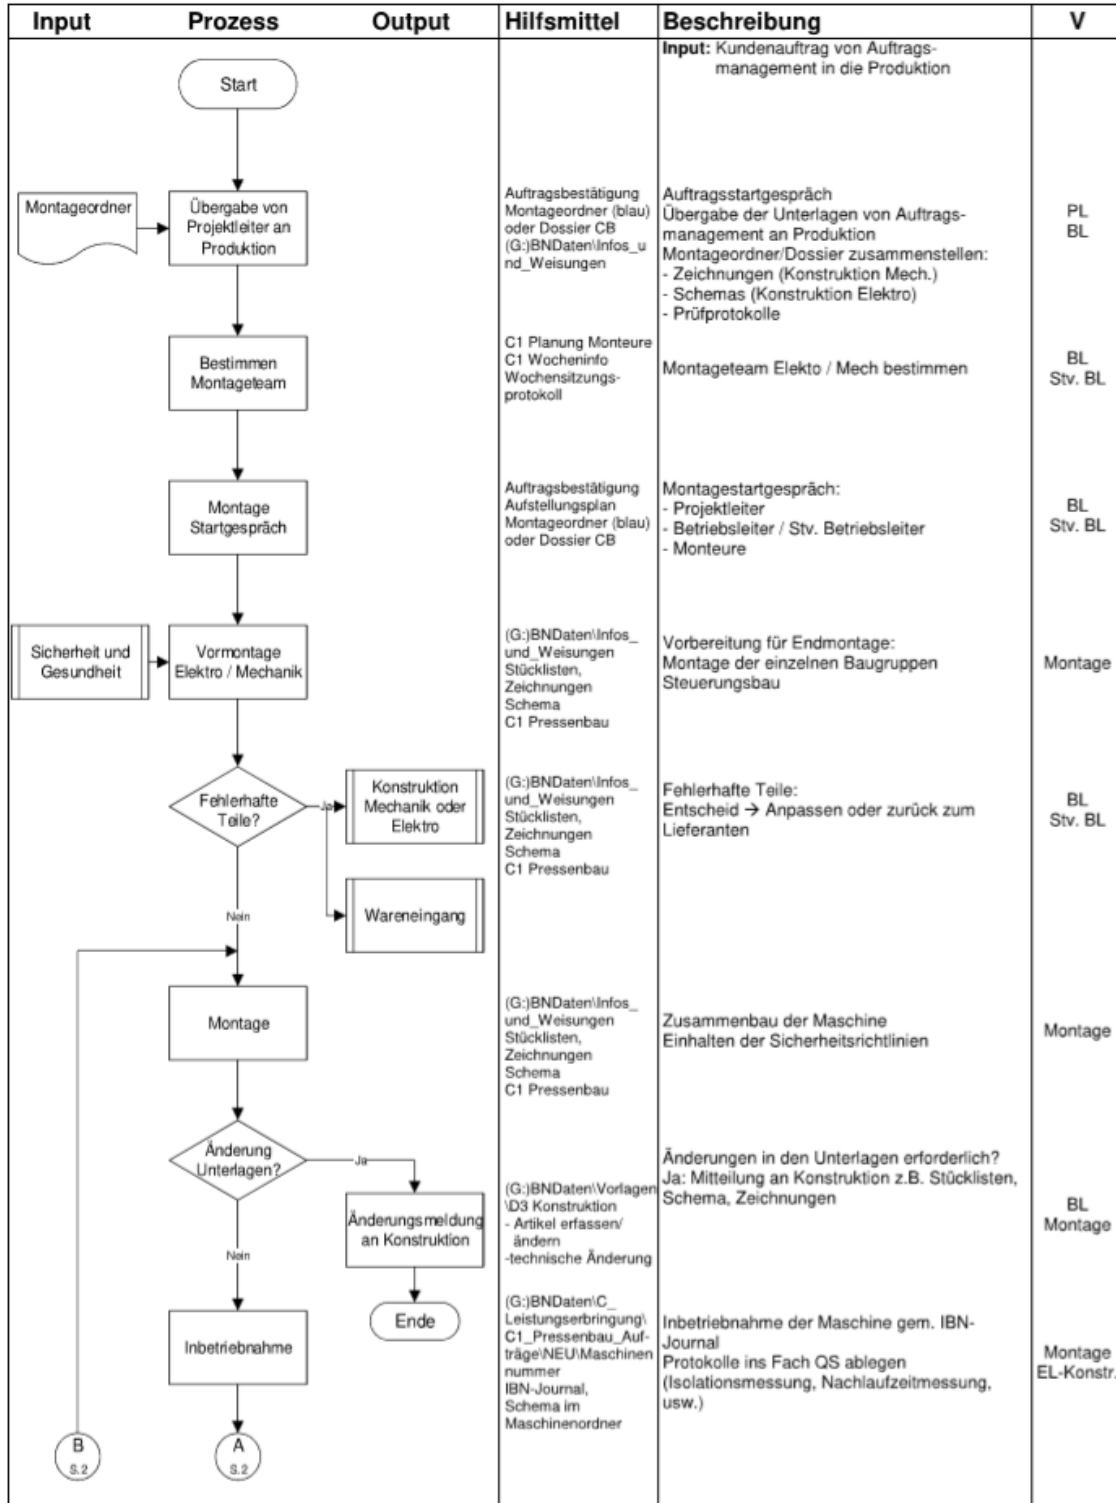 Input Prozess Output Hilfsmittel Beschreibung V
Input: Kundenauftrag von Auftrags-
management in die Produktion
Start
Montageordner
Übergabe von
Projektleiter an
Produktion
Auftragsbestätigung
Montageordner (blau)
oder Dossier CB
(G:)BNDaten\Infos_u
nd_Weisungen
Auftragsstartgespräch
Übergabe der Unterlagen von Auftrags-
management an Produktion
Montageordner/Dossier zusammenstellen:
- Zeichnungen (Konstruktion Mech.)
- Schemas (Konstruktion Elektro)
- Prüfprotokolle
PL
BL
Bestimmen
Montageteam
C1 Planung Monteure
C1 Wocheninfo
Wochensitzungs-
protokoll
Montageteam Elekto / Mech bestimmen
BL
Stv. BL
Montage
Startgespräch
Auftragsbestätigung
Aufstellungsplan
Montageordner (blau)
oder Dossier CB
Montagestartgespräch:
- Projektleiter
- Betriebsleiter / Stv. Betriebsleiter
- Monteure
BL
Stv. BL
Sicherheit und
Gesundheit
Vormontage
Elektro / Mechanik
(G:)BNDaten\Infos_
und_Weisungen
Stücklisten,
Zeichnungen
Schema
C1 Pressenbau
Vorbereitung für Endmontage:
Montage der einzelnen Baugruppen
Steuerungsbau
Montage
Fehlerhafte
Teile?
Ja
Konstruktion
Mechanik oder
Elektro
(G:)BNDaten\Infos_
und_Weisungen
Stücklisten,
Zeichnungen
Schema
C1 Pressenbau
Fehlerhafte Teile:
Entscheid → Anpassen oder zurück zum
Lieferanten
BL
Stv. BL
Nein
Wareneingang
Montage
(G:)BNDaten\Infos_
und_Weisungen
Stücklisten,
Zeichnungen
Schema
C1 Pressenbau
Zusammenbau der Maschine
Einhalten der Sicherheitsrichtlinien
Montage
Änderung
Unterlagen?
Ja
Änderungsmeldung
an Konstruktion
(G:)BNDaten\Vorlagen
\D3 Konstruktion
- Artikel erfassen/
ändern
-technische Änderung
Änderungen in den Unterlagen erforderlich?
Ja: Mitteilung an Konstruktion z.B. Stücklisten,
Schema, Zeichnungen
BL
Montage
Nein
Ende
Inbetriebnahme
(G:)BNDaten\C_
Leistungserbringung\
C1_Pressenbau_Auf-
träge\NEU\Maschinen
nummer
IBN-Journal,
Schema im
Maschinenordner
Inbetriebnahme der Maschine gem. IBN-
Journal
Protokolle ins Fach QS ablegen
(Isolationsmessung, Nachlaufzeitmessung,
usw.)
Montage
EL-Konstr.
B
S.2
A
S.2